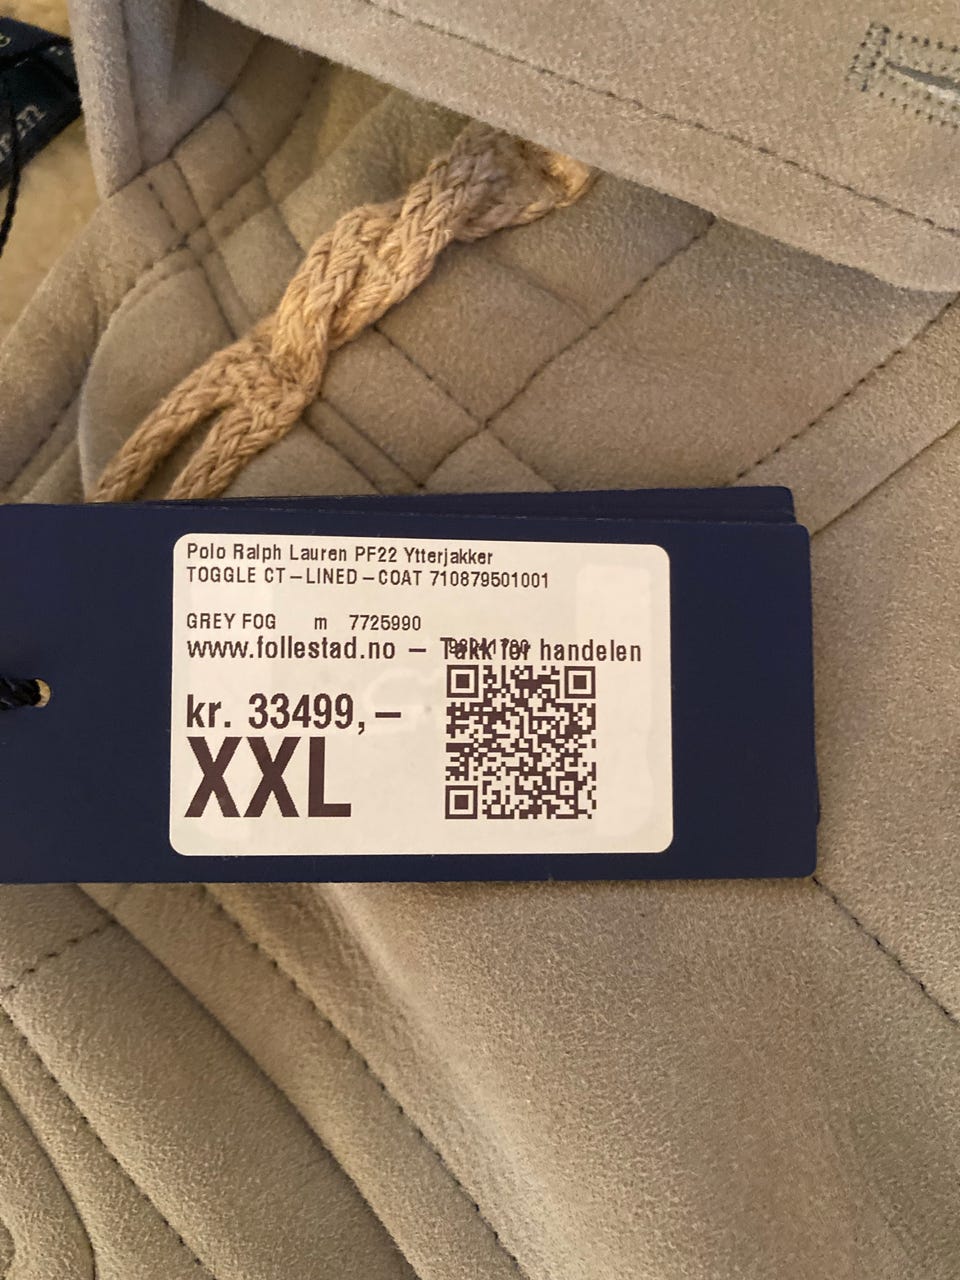 Polo Ralph Lauren PF22 Ytterjakker
TOGGLE CT-LINED-COAT 710879501001
GREY FOG m 7725990
www.follestad.no – Takk for handelen
kr. 33499,–
XXL